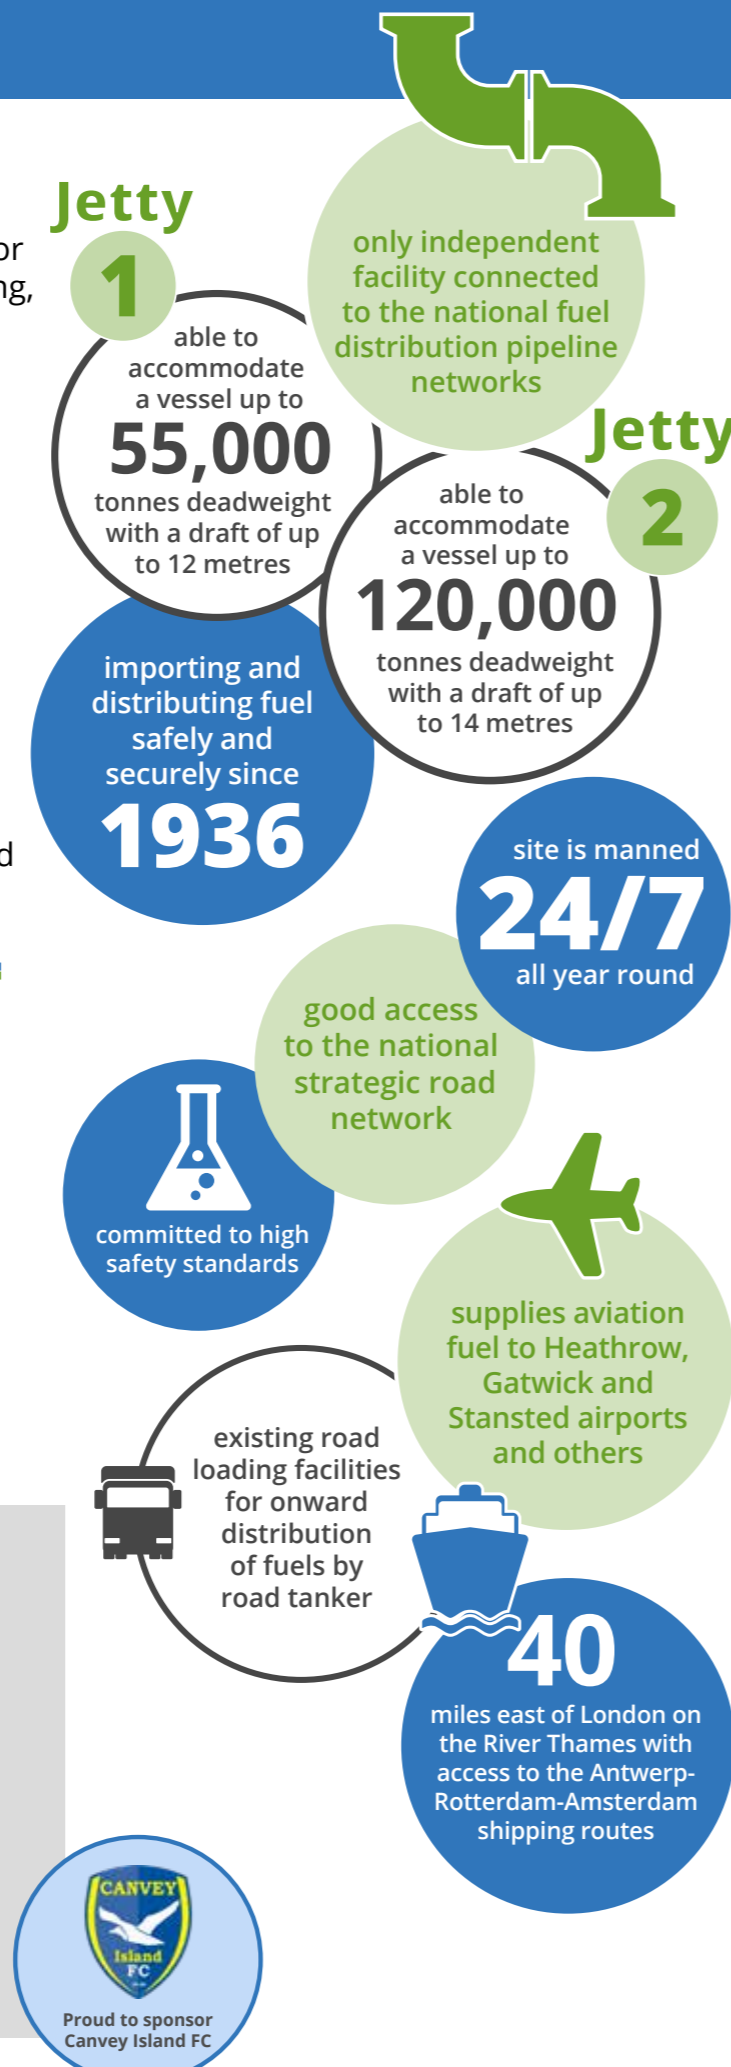 Jetty
1
or
ng,
able to
accommodate
a vessel up to
55,000
tonnes deadweight
with a draft of up
to 12 metres
only independent
facility connected
to the national fuel
distribution pipeline
networks
Jetty
2
able to
accommodate
a vessel up to
120,000
tonnes deadweight
with a draft of up
to 14 metres
importing and
distributing fuel
safely and
securely since
1936
d
site is manned
24/7
all year round
good access
to the national
strategic road
network
committed to high
safety standards
supplies aviation
fuel to Heathrow,
Gatwick and
Stansted airports
and others
existing road
loading facilities
for onward
distribution
of fuels by
road tanker
40
miles east of London on
the River Thames with
access to the Antwerp-
Rotterdam-Amsterdam
shipping routes
CANVEY
Island
FC
Proud to sponsor
Canvey Island FC